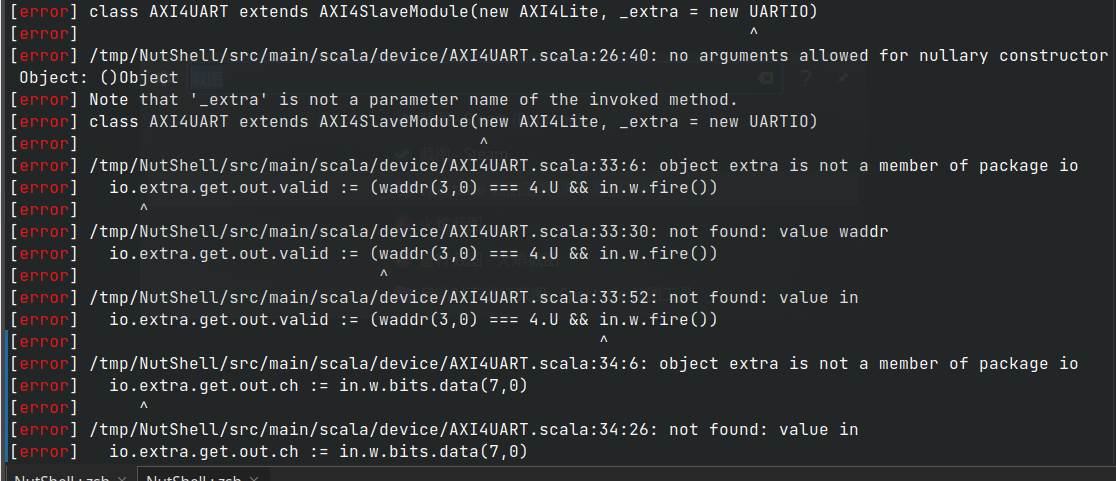 [error] class AXI4UART extends AXI4SlaveModule(new AXI4Lite, _extra = new UARTIO)
[error]                                                                   ^
[error] /tmp/NutShell/src/main/scala/device/AXI4UART.scala:26:40: no arguments allowed for nullary constructor
 Object: ()Object
[error] Note that '_extra' is not a parameter name of the invoked method.
[error] class AXI4UART extends AXI4SlaveModule(new AXI4Lite, _extra = new UARTIO)
[error]                                        ^
[error] /tmp/NutShell/src/main/scala/device/AXI4UART.scala:33:6: object extra is not a member of package io
[error]   io.extra.get.out.valid := (waddr(3,0) === 4.U && in.w.fire())
[error]      ^
[error] /tmp/NutShell/src/main/scala/device/AXI4UART.scala:33:30: not found: value waddr
[error]   io.extra.get.out.valid := (waddr(3,0) === 4.U && in.w.fire())
[error]                              ^
[error] /tmp/NutShell/src/main/scala/device/AXI4UART.scala:33:52: not found: value in
[error]   io.extra.get.out.valid := (waddr(3,0) === 4.U && in.w.fire())
[error]                                                    ^
[error] /tmp/NutShell/src/main/scala/device/AXI4UART.scala:34:6: object extra is not a member of package io
[error]   io.extra.get.out.ch := in.w.bits.data(7,0)
[error]      ^
[error] /tmp/NutShell/src/main/scala/device/AXI4UART.scala:34:26: not found: value in
[error]   io.extra.get.out.ch := in.w.bits.data(7,0)
NutShell : zsh × NutShell : zsh ×